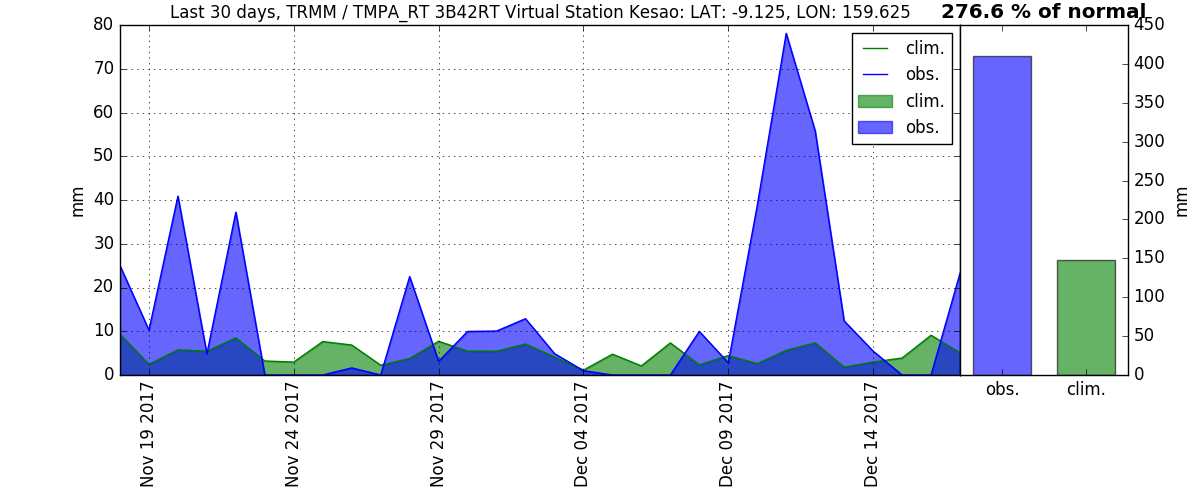 Last 30 days, TRMM / TMPA_RT 3B42RT Virtual Station Kesao: LAT: -9.125, LON: 159.625
276.6 % of normal
80
70
60
50
40
30
20
10
0
mm
clim.
obs.
clim.
obs.
Nov 19 2017
Nov 24 2017
Nov 29 2017
Dec 04 2017
Dec 09 2017
Dec 14 2017
450
400
350
300
250
200
150
100
50
0
mm
obs.
clim.